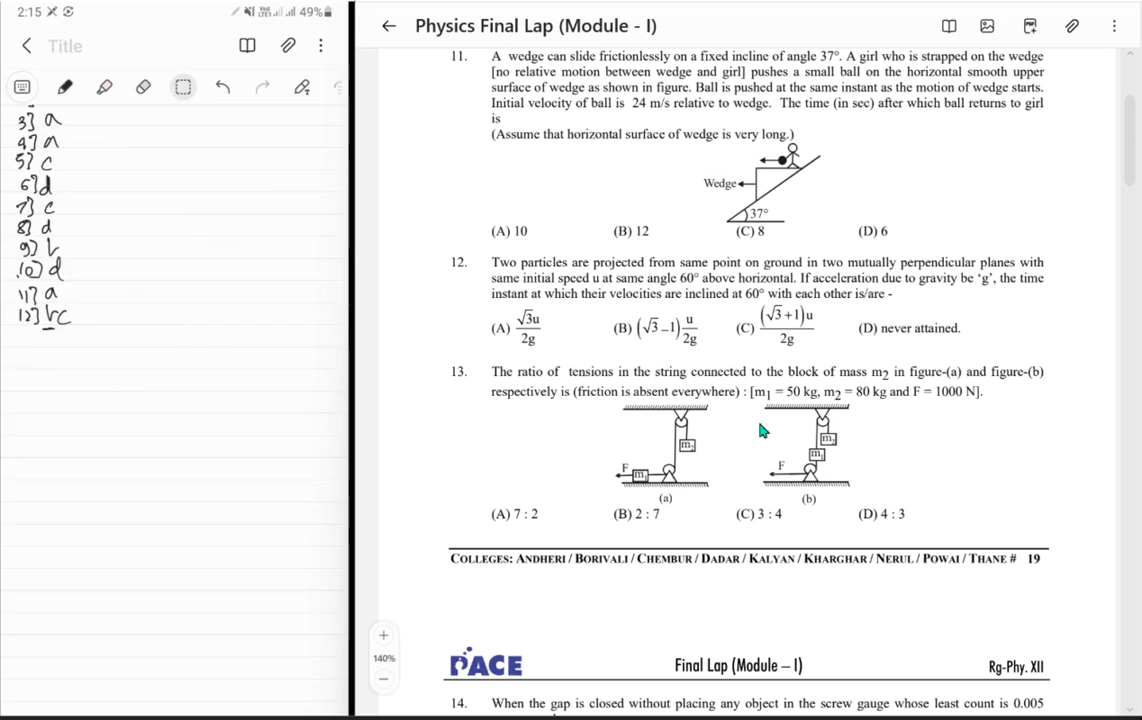 2:15 49%
Title
3] a
4] a
5] c
6] d
7] c
8] d
9] b
10] d
11] a
12] bc
Physics Final Lap (Module - I)
11. A wedge can slide frictionlessly on a fixed incline of angle 37°. A girl who is strapped on the wedge
[no relative motion between wedge and girl] pushes a small ball on the horizontal smooth upper
surface of wedge as shown in figure. Ball is pushed at the same instant as the motion of wedge starts.
Initial velocity of ball is 24 m/s relative to wedge. The time (in sec) after which ball returns to girl
is
(Assume that horizontal surface of wedge is very long.)
Wedge
37°
(A) 10 (B) 12 (C) 8 (D) 6
12. Two particles are projected from same point on ground in two mutually perpendicular planes with
same initial speed u at same angle 60° above horizontal. If acceleration due to gravity be ‘g’, the time
instant at which their velocities are inclined at 60° with each other is/are -
(A) √3u/2g (B) (√3−1) u/2g (C) (√3+1)u/2g (D) never attained.
13. The ratio of tensions in the string connected to the block of mass m₂ in figure-(a) and figure-(b)
respectively is (friction is absent everywhere) : [m₁ = 50 kg, m₂ = 80 kg and F = 1000 N].
F m₁ m₂ F m₁ m₂
(a) (b)
(A) 7 : 2 (B) 2 : 7 (C) 3 : 4 (D) 4 : 3
COLLEGES: ANDHERI / BORIVALI / CHEMBUR / DADAR / KALYAN / KHARGHAR / NERUL / POWAI / THANE # 19
140%
PACE Final Lap (Module – I) Rg-Phy. XII
14. When the gap is closed without placing any object in the screw gauge whose least count is 0.005